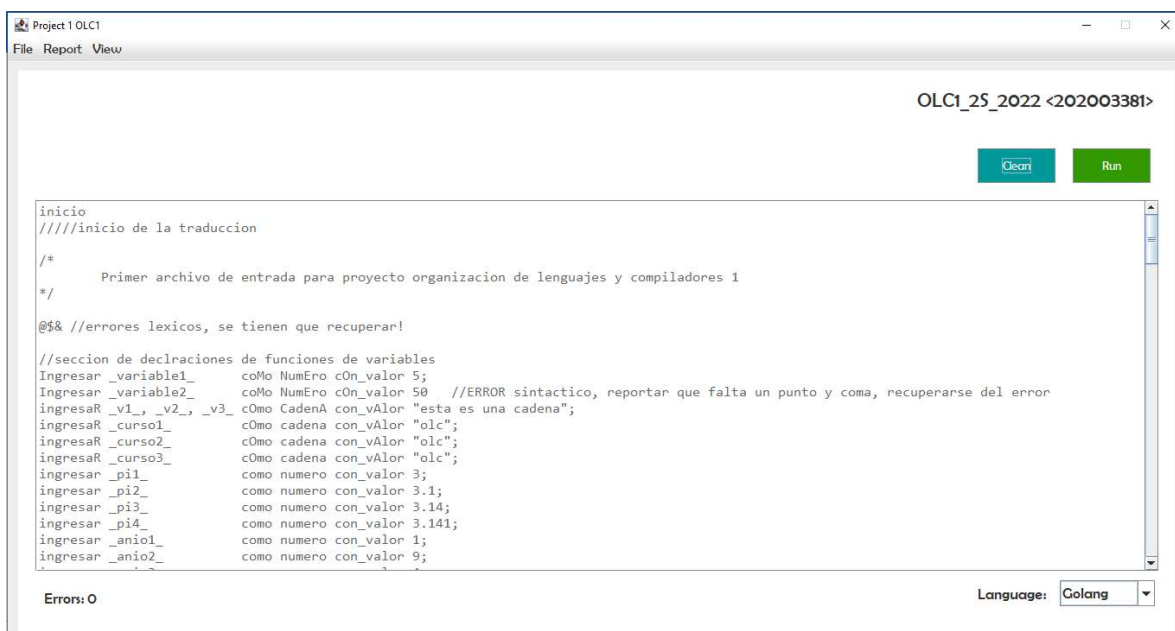 Project 1 OLC1
File Report View
OLC1_2S_2022 <202003381>
Clean Run
inicio
/////inicio de la traduccion
/*
Primer archivo de entrada para proyecto organizacion de lenguajes y compiladores 1
*/
@$& //errores lexicos, se tienen que recuperar!
//seccion de declraciones de funciones de variables
Ingresar _variable1_ coMo NumEro cOn_valor 5;
Ingresar _variable2_ coMo NumEro cOn_valor 50 //ERROR sintactico, reportar que falta un punto y coma, recuperarse del error
ingresaR _v1_, _v2_, _v3_ cOmo CadenA con_vAlor "esta es una cadena";
ingresaR _curso1_ cOmo cadena con_vAlor "olc";
ingresaR _curso2_ cOmo cadena con_vAlor "olc";
ingresaR _curso3_ cOmo cadena con_vAlor "olc";
ingresar _pi1_ como numero con_valor 3;
ingresar _pi2_ como numero con_valor 3.1;
ingresar _pi3_ como numero con_valor 3.14;
ingresar _pi4_ como numero con_valor 3.141;
ingresar _anio1_ como numero con_valor 1;
ingresar _anio2_ como numero con_valor 9;
Errors: 0
Language: Golang